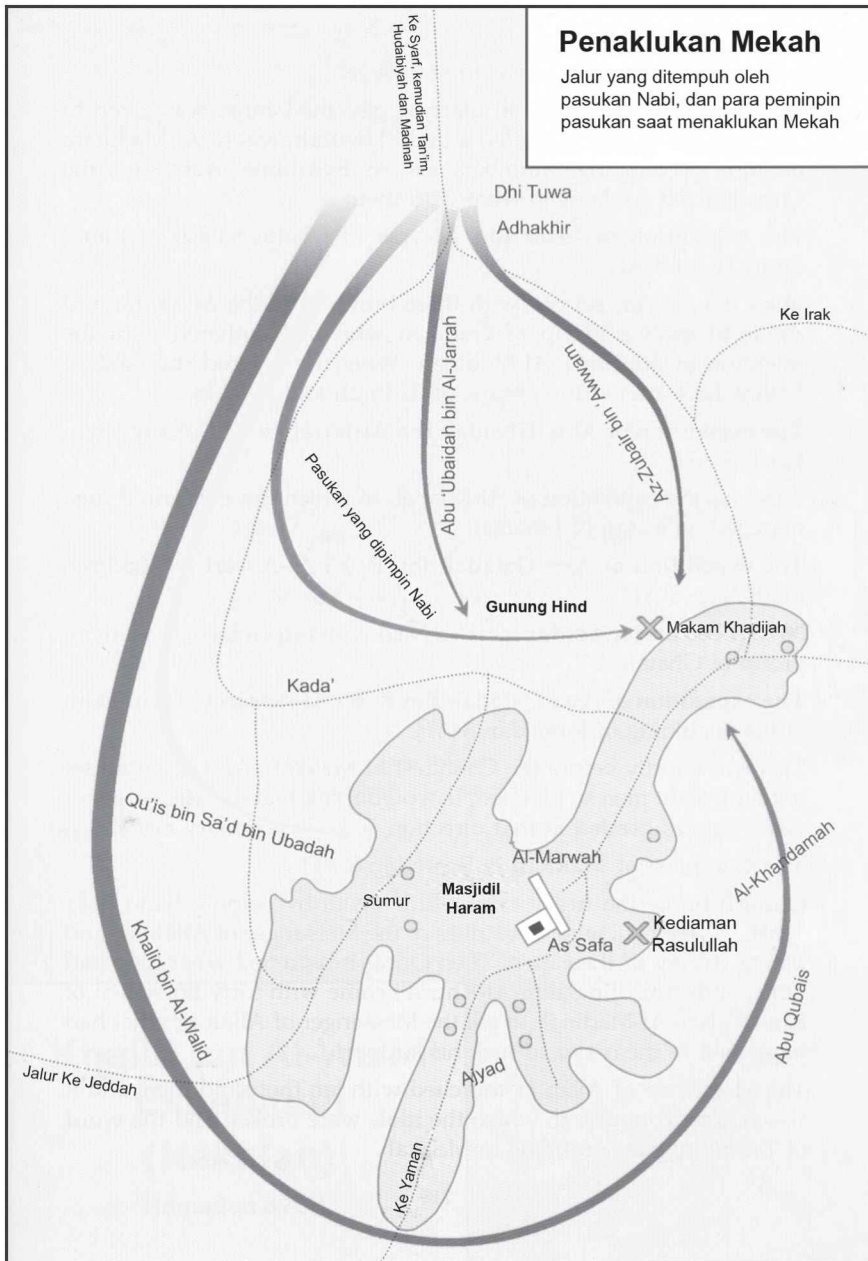 Penaklukan Mekah
Jalur yang ditempuh oleh
pasukan Nabi, dan para peminpin
pasukan saat menaklukan Mekah
Ke Syarf, kemudian Tan'im,
Hudaibiyah dan Madinah
Dhi Tuwa
Adhakhir
Ke Irak
Abu Ubaidah bin Al-Jarrah
Az-Zubair bin 'Awwam
Pasukan yang dipimpin Nabi
Gunung Hind
Makam Khadijah
Kada'
Qu'is bin Sa'd bin Ubadah
Al-Marwah
Al-Khandamah
Sumur
Masjidil
Haram
As Safa
Kediaman
Rasulullah
Khalid bin Al-Walid
Abu Qubais
Jalur Ke Jeddah
Ajyad
Ke Yaman